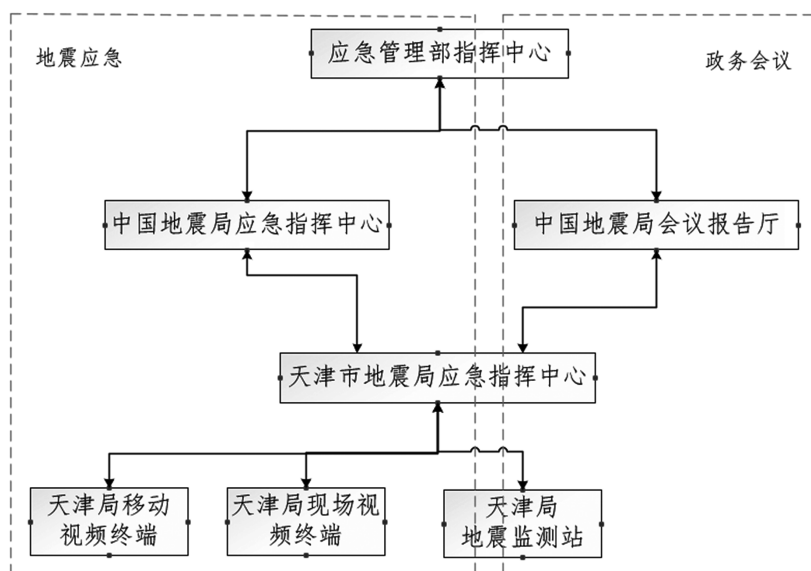 地震应急
应急管理部指挥中心
政务会议
中国地震局应急指挥中心
中国地震局会议报告厅
天津市地震局应急指挥中心
天津局移动
视频终端
天津局现场视
频终端
天津局
地震监测站